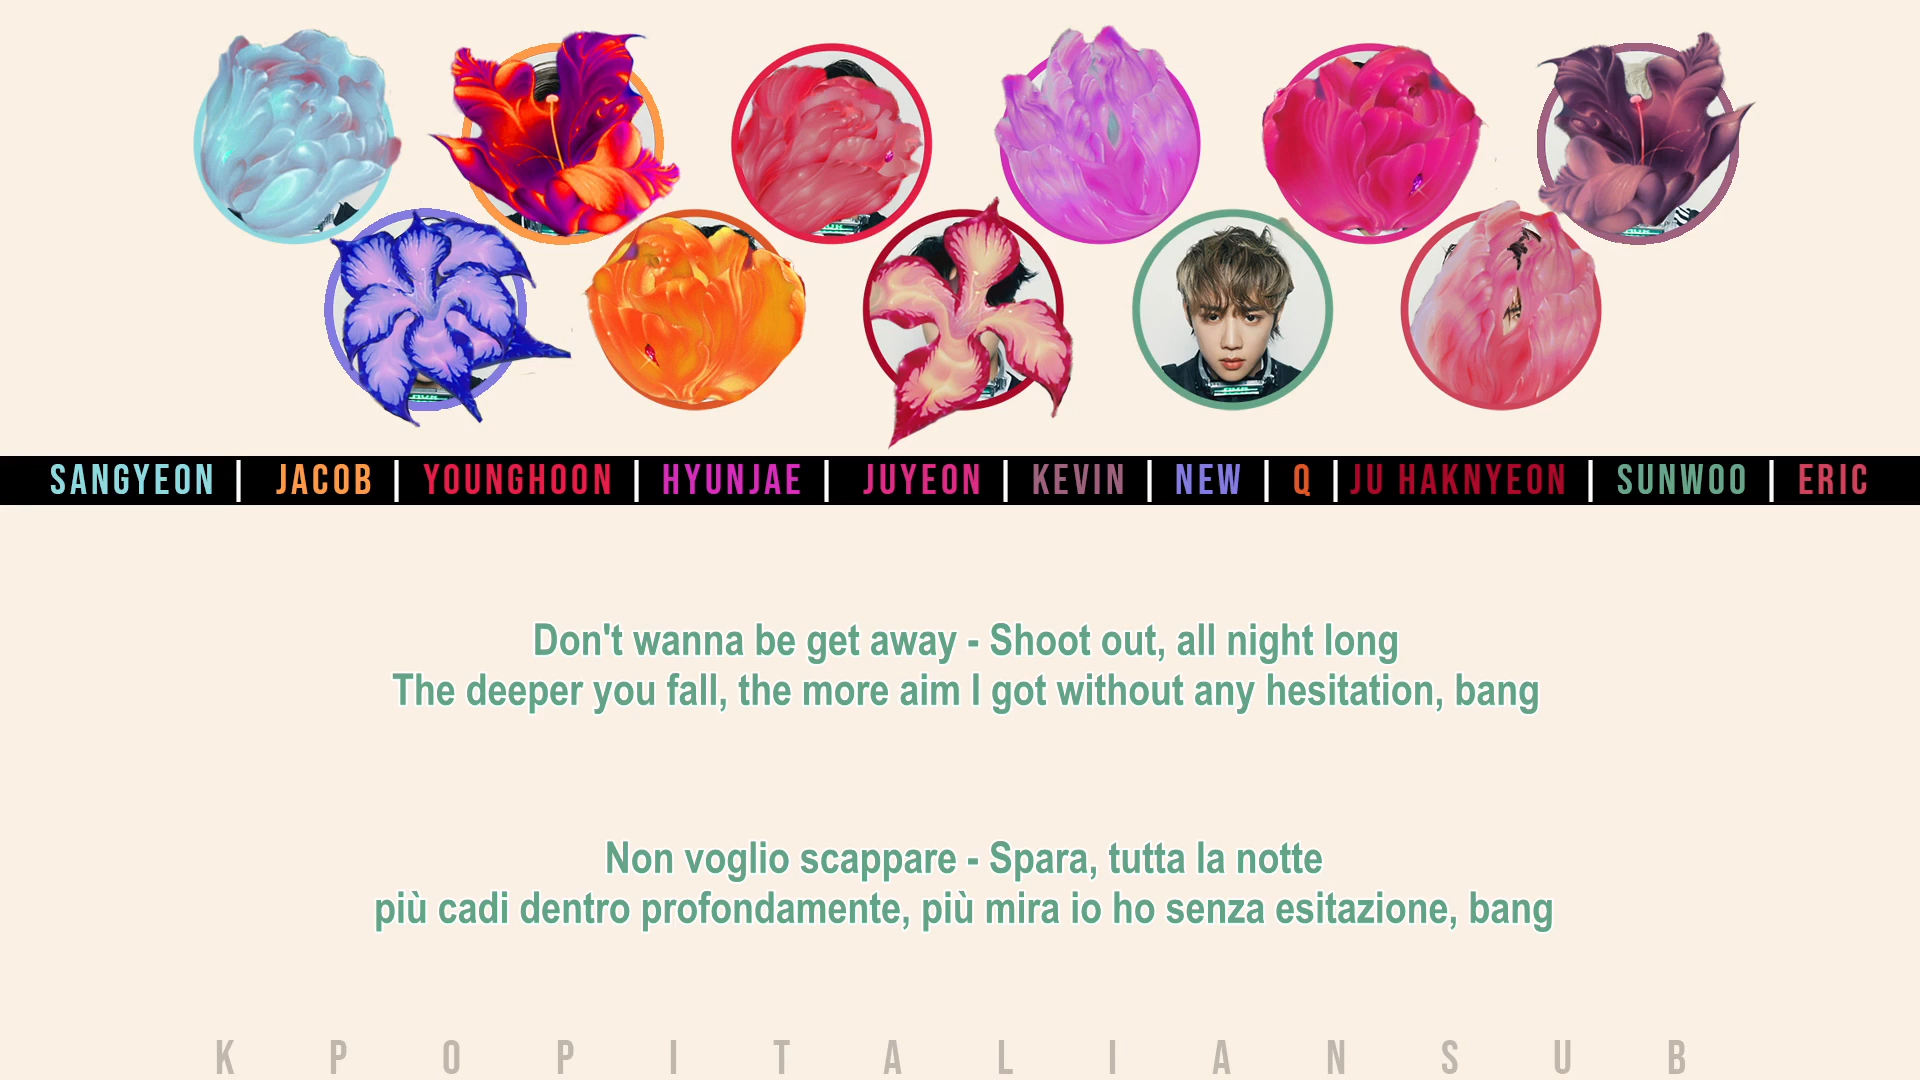 SANGYEON | JACOB | YOUNGHOON | HYUNJAE | JUYEON | KEVIN | NEW | Q | JU HAKNYEON | SUNWOO | ERIC
Don't wanna be get away - Shoot out, all night long
The deeper you fall, the more aim I got without any hesitation, bang
Non voglio scappare - Spara, tutta la notte
più cadi dentro profondamente, più mira io ho senza esitazione, bang
K P O P I T A L I A N S U B